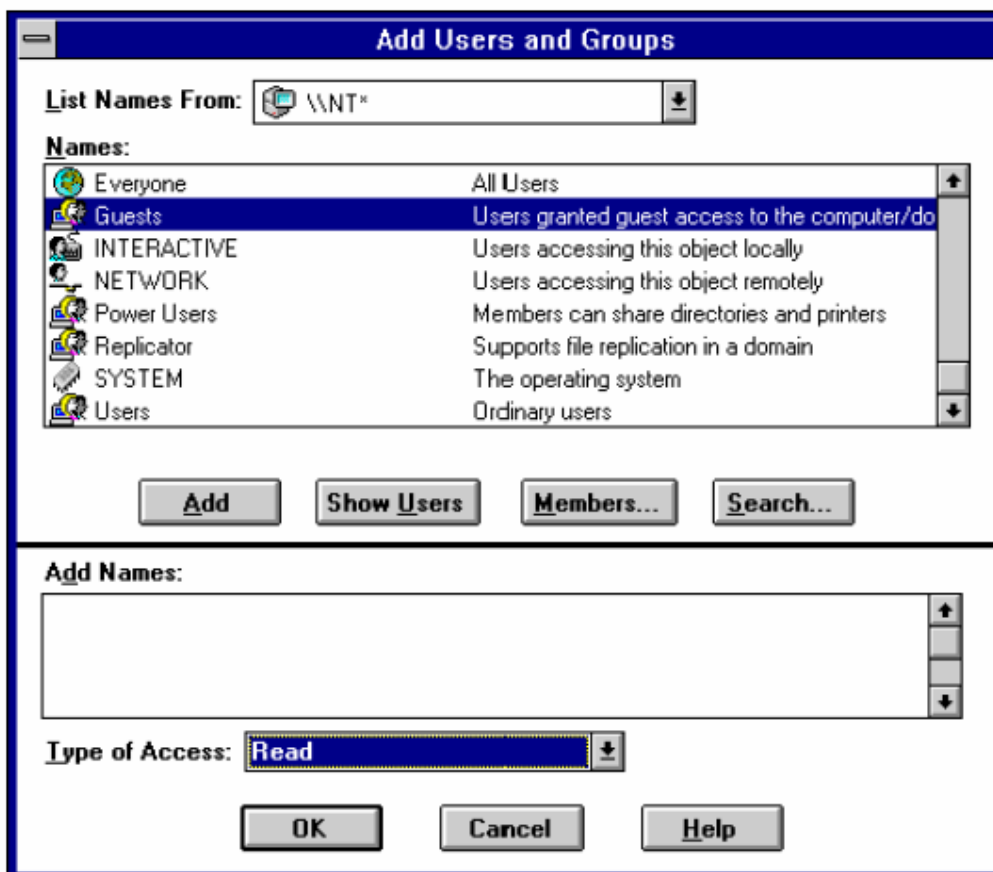 Add Users and Groups
List Names From: \\NT*
Names:
Everyone All Users
Guests Users granted guest access to the computer/do
INTERACTIVE Users accessing this object locally
NETWORK Users accessing this object remotely
Power Users Members can share directories and printers
Replicator Supports file replication in a domain
SYSTEM The operating system
Users Ordinary users
Add Show Users Members... Search...
Add Names:
Type of Access: Read
OK Cancel Help